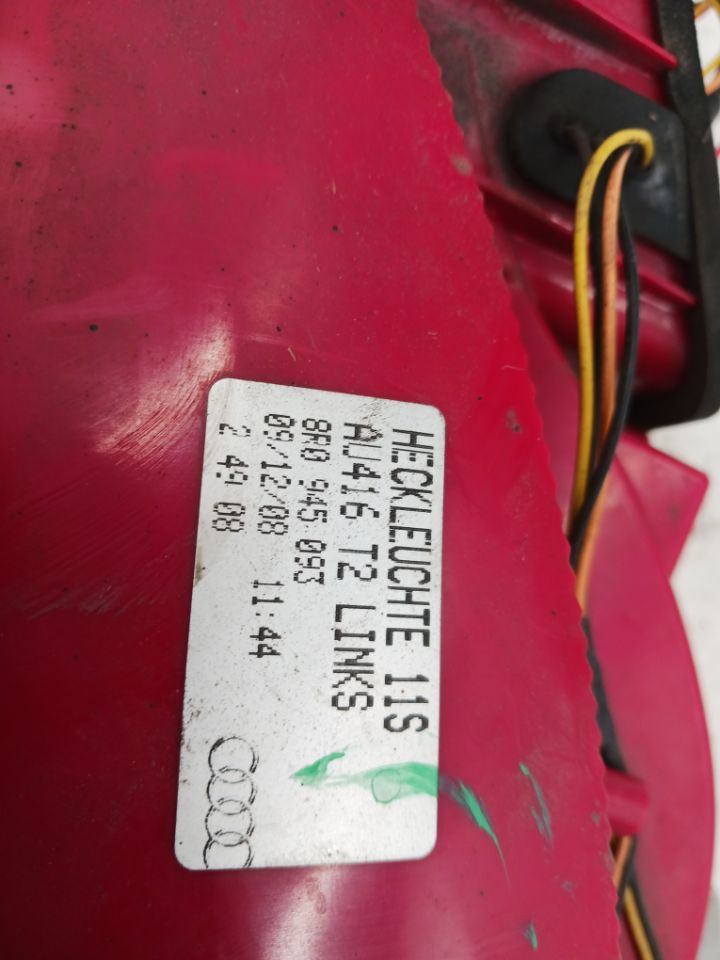 HECKLEUCHTE 11S
AU416 T2 LINKS
8R0 945 093
09/12/08 11:44
2 49 08